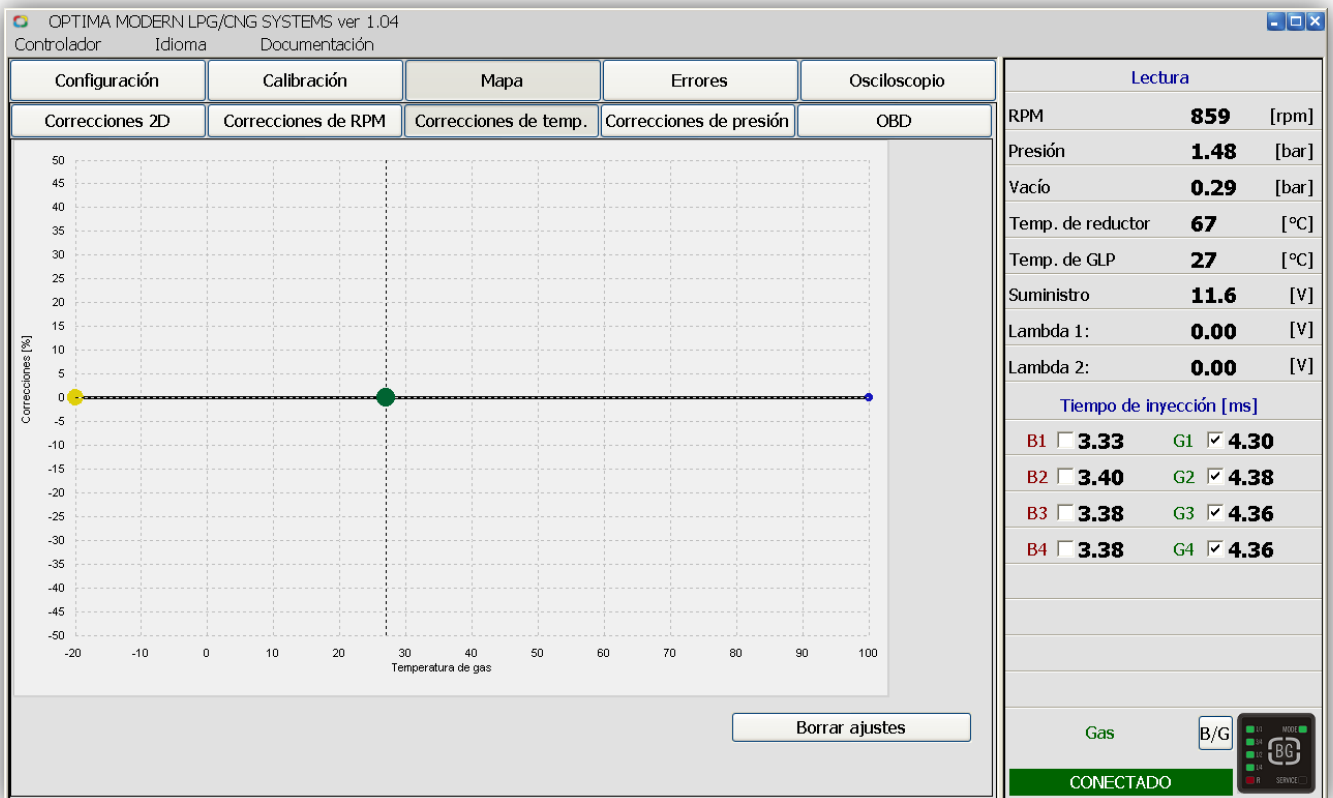 OPTIMA MODERN LPG/CNG SYSTEMS ver 1.04
Controlador Idioma Documentación
Configuración Calibración Mapa Errores Osciloscopio
Correcciones 2D Correcciones de RPM Correcciones de temp. Correcciones de presión OBD
50
45
40
35
30
25
20
15
10
5
0
-5
-10
-15
-20
-25
-30
-35
-40
-45
-50
Correcciones [%]
-20 -10 0 10 20 30 40 50 60 70 80 90 100
Temperatura de gas
Borrar ajustes
Lectura
RPM 859 [rpm]
Presión 1.48 [bar]
Vacío 0.29 [bar]
Temp. de reductor 67 [°C]
Temp. de GLP 27 [°C]
Suministro 11.6 [V]
Lambda 1: 0.00 [V]
Lambda 2: 0.00 [V]
Tiempo de inyección [ms]
B1 3.33 G1 4.30
B2 3.40 G2 4.38
B3 3.38 G3 4.36
B4 3.38 G4 4.36
Gas B/G
MODE
BG
R SERVICE
CONECTADO